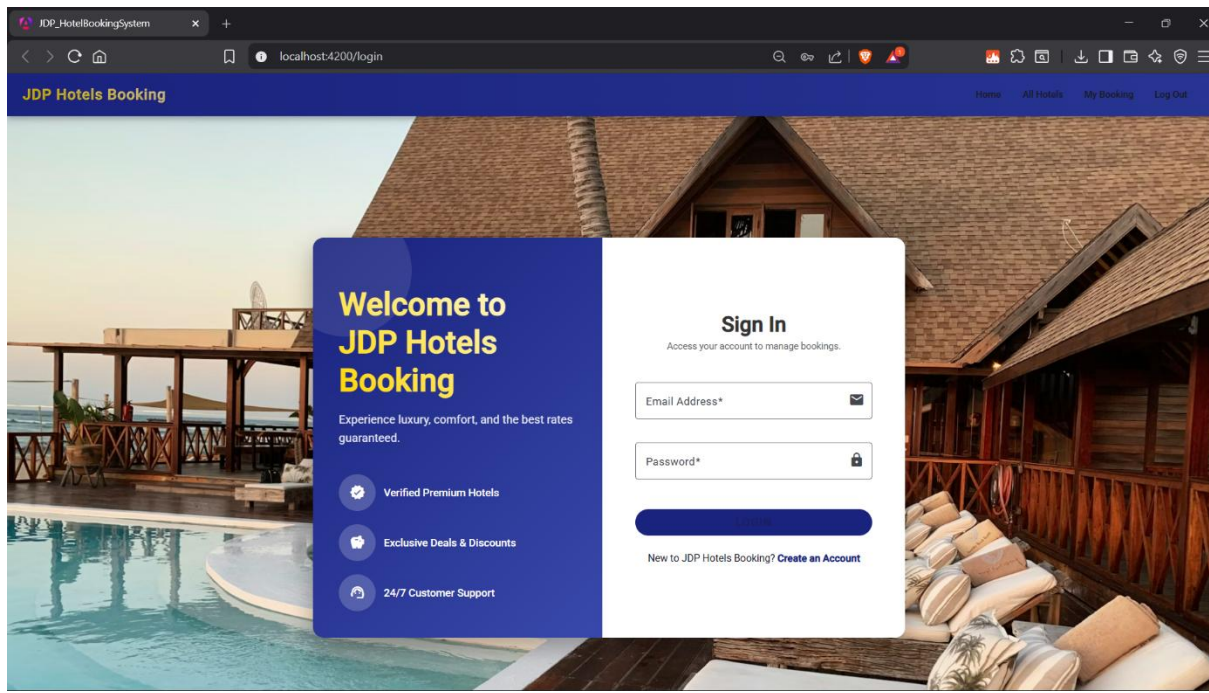 JDP_HotelBookingSystem
localhost:4200/login
JDP Hotels Booking
Home All Hotels My Booking Log Out
Welcome to
JDP Hotels
Booking
Experience luxury, comfort, and the best rates
guaranteed.
Verified Premium Hotels
Exclusive Deals & Discounts
24/7 Customer Support
Sign In
Access your account to manage bookings.
Email Address*
Password*
LOGIN
New to JDP Hotels Booking? Create an Account